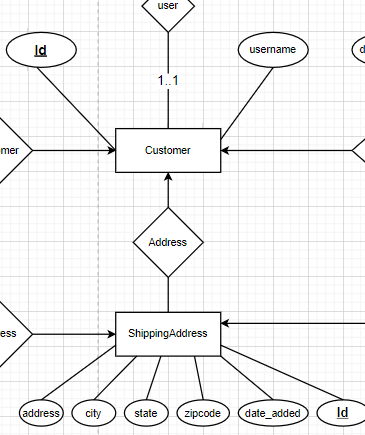 user
Id
username
d
1..1
mer
Customer
Address
ess
ShippingAddress
address
city
state
zipcode
date_added
Id